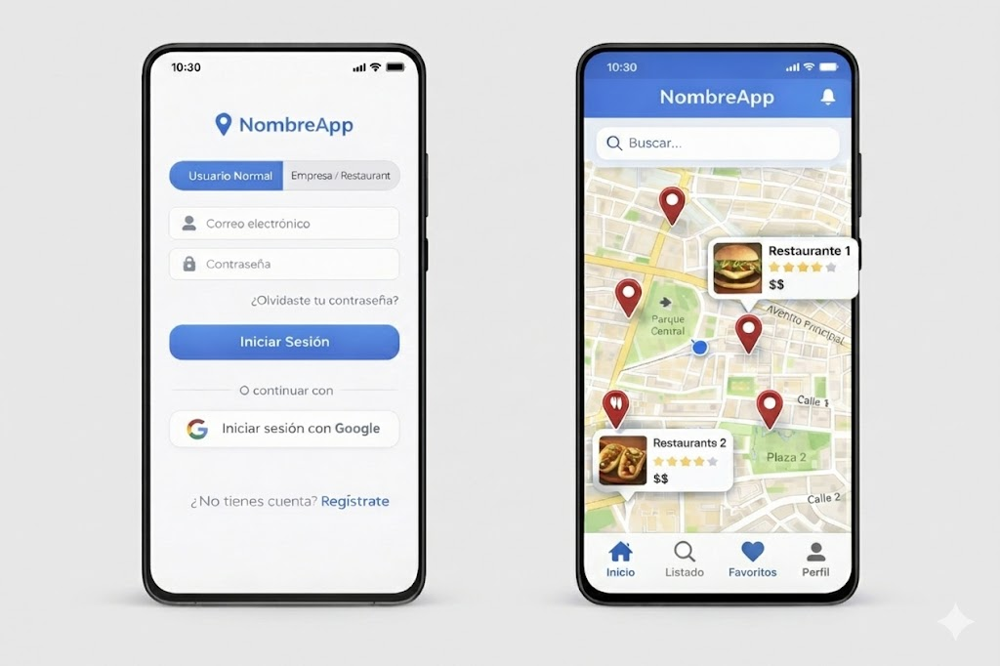 10:30
NombreApp
Usuario Normal
Empresa / Restaurant
Correo electrónico
Contraseña
¿Olvidaste tu contraseña?
Iniciar Sesión
O continuar con
Iniciar sesión con Google
¿No tienes cuenta? Regístrate
10:30
NombreApp
Buscar...
Restaurante 1
$$
Parque
Central
Avenito Principal
Calle 1
Restaurants 2
$$
Plaza 2
Calle 2
Inicio
Listado
Favoritos
Perfil